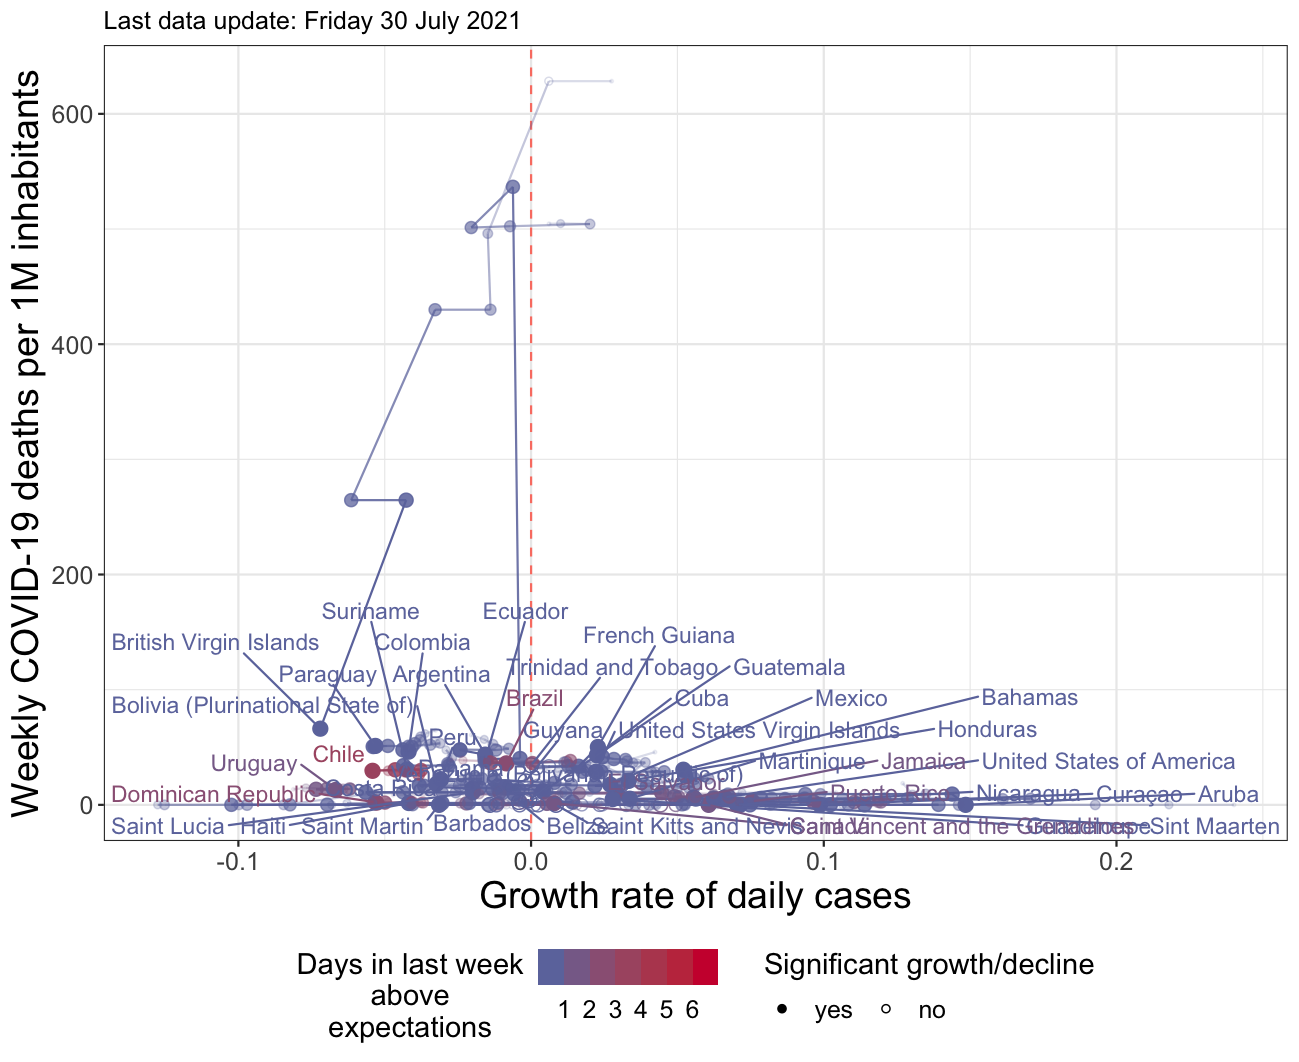 Last data update: Friday 30 July 2021
Weekly COVID-19 deaths per 1M inhabitants
600
400
200
0
Suriname
Ecuador
British Virgin Islands
Colombia
French Guiana
Paraguay
Argentina
Trinidad and Tobago
Guatemala
Bolivia (Plurinational State of)
Brazil
Cuba
Mexico
Bahamas
Peru
Guyana
United States Virgin Islands
Honduras
Chile
Uruguay
Martinique
Jamaica
United States of America
Dominican Republic
Puerto Rico
Nicaragua
Curaçao
Aruba
Saint Lucia
Haiti
Saint Martin
Barbados
Belize
Saint Kitts and Nevis
Saint Vincent and the Grenadines
Sint Maarten
-0.1
0.0
0.1
0.2
Growth rate of daily cases
Days in last week
above
expectations
1 2 3 4 5 6
Significant growth/decline
yes
no